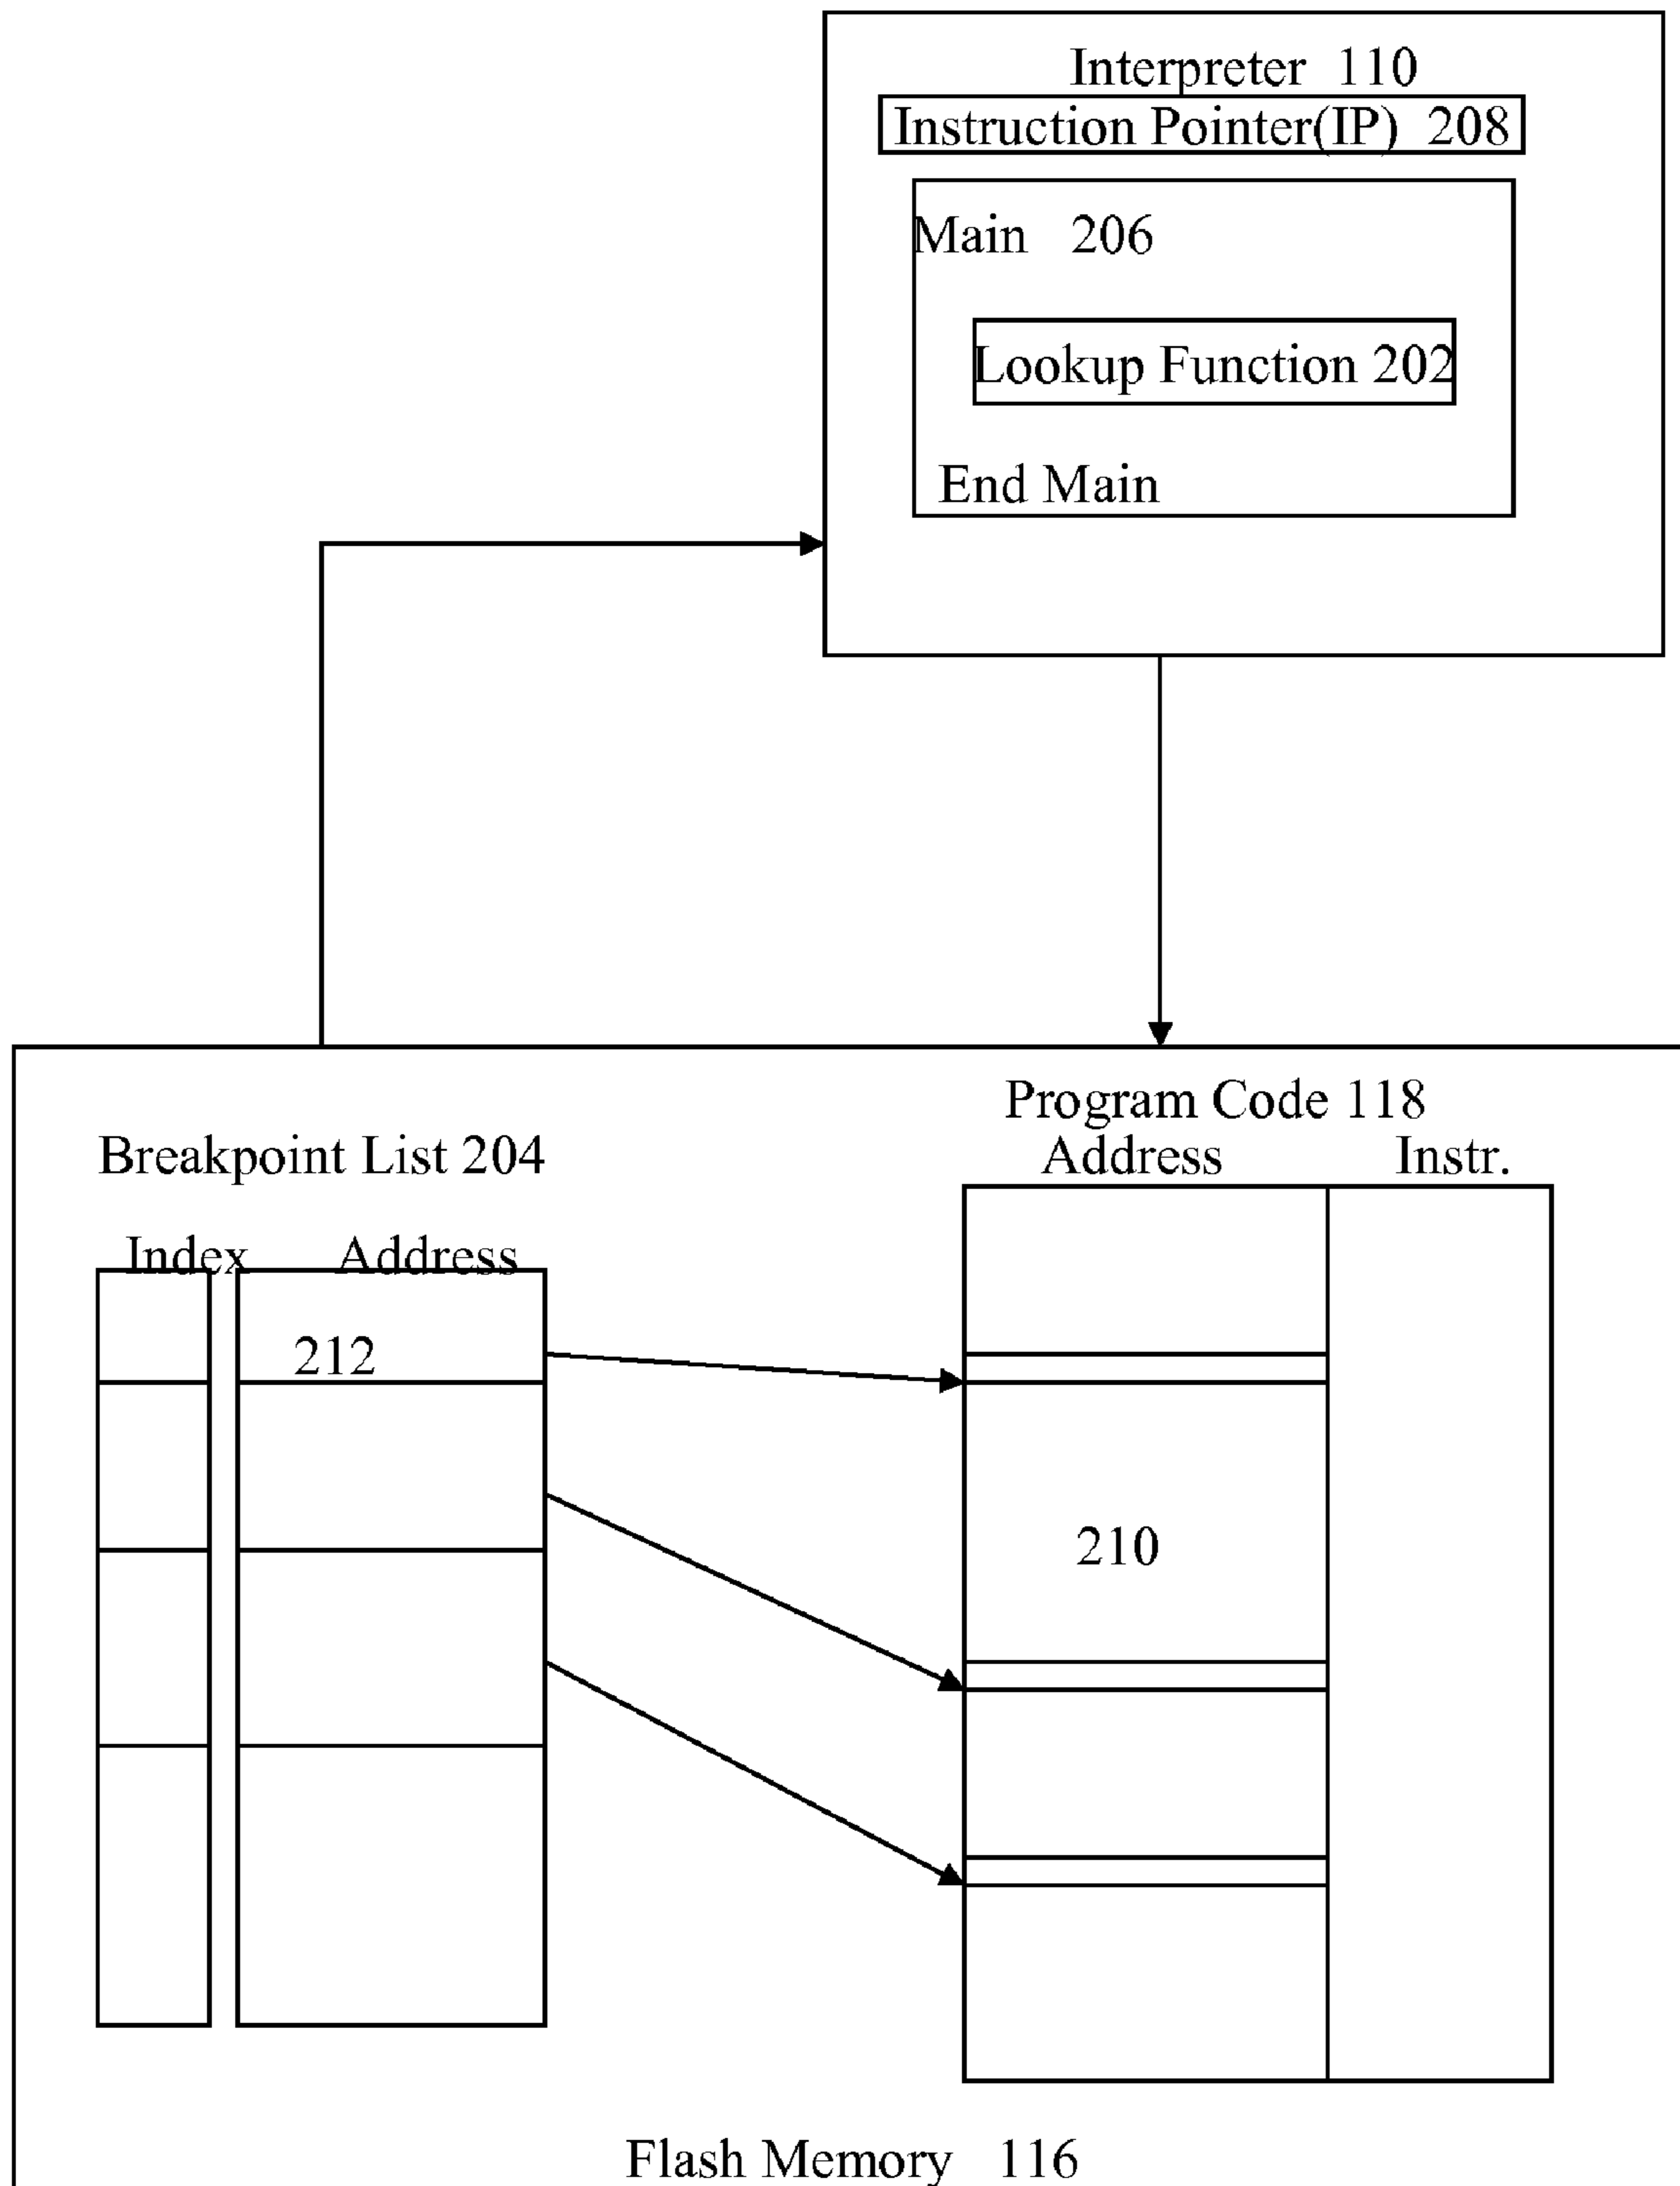 Interpreter 110
Instruction Pointer(IP) 208
Main 206
Lookup Function 202
End Main
Program Code 118
Breakpoint List 204
Address Instr.
Index Address
212
210
Flash Memory 116